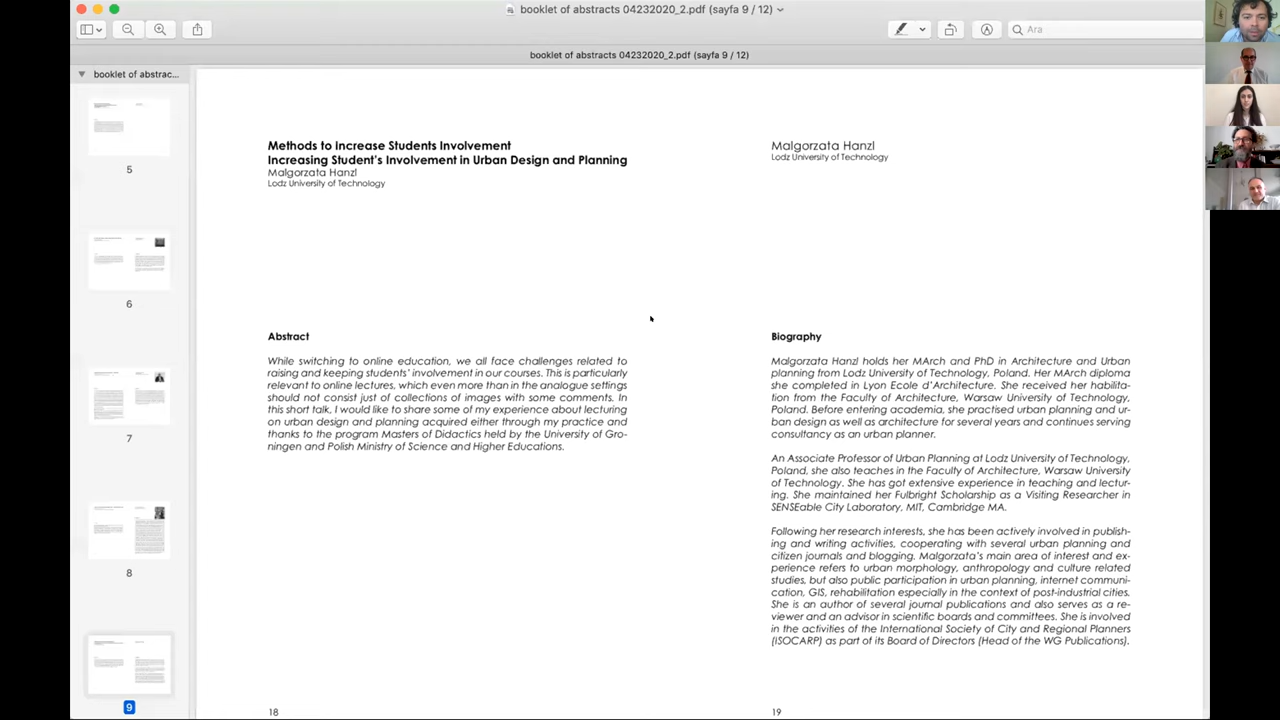 booklet of abstracts 04232020_2.pdf (sayfa 9 / 12)
Ara
booklet of abstracts 04232020_2.pdf (sayfa 9 / 12)
booklet of abstrac...
5
6
7
8
9
Methods to Increase Students Involvement
Increasing Student's Involvement in Urban Design and Planning
Malgorzata Hanzl
Lodz University of Technology
Abstract
While switching to online education, we all face challenges related to
raising and keeping students' involvement in our courses. This is particularly
relevant to online lectures, which even more than in the analogue settings
should not consist just of collections of images with some comments. In
this short talk, I would like to share some of my experience about lecturing
on urban design and planning acquired either through my practice and
thanks to the program Masters of Didactics held by the University of Gro-
ningen and Polish Ministry of Science and Higher Educations.
18
Malgorzata Hanzl
Lodz University of Technology
Biography
Malgorzata Hanzl holds her MArch and PhD in Architecture and Urban
planning from Lodz University of Technology, Poland. Her MArch diploma
she completed in Lyon Ecole d'Architecture. She received her habilita-
tion from the Faculty of Architecture, Warsaw University of Technology,
Poland. Before entering academia, she practised urban planning and ur-
ban design as well as architecture for several years and continues serving
consultancy as an urban planner.
An Associate Professor of Urban Planning at Lodz University of Technology,
Poland, she also teaches in the Faculty of Architecture, Warsaw University
of Technology. She has got extensive experience in teaching and lectur-
ing. She maintained her Fulbright Scholarship as a Visiting Researcher in
SENSEable City Laboratory, MIT, Cambridge MA.
Following her research interests, she has been actively involved in publish-
ing and writing activities, cooperating with several urban planning and
citizen journals and blogging. Malgorzata's main area of interest and ex-
perience refers to urban morphology, anthropology and culture related
studies, but also public participation in urban planning, internet communi-
cation, GIS, rehabilitation especially in the context of post-industrial cities.
She is an author of several journal publications and also serves as a re-
viewer and an advisor in scientific boards and committees. She is involved
in the activities of the International Society of City and Regional Planners
(ISOCARP) as part of its Board of Directors (Head of the WG Publications).
19